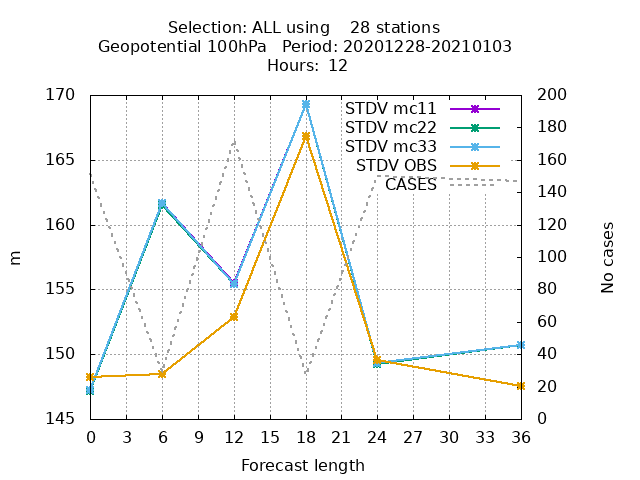 Selection: ALL using    28 stations
Geopotential 100hPa   Period: 20201228-20210103
Hours:  12
170 200
STDV mc11
180
STDV mc22
STDV mc33
165 160
STDV OBS
CASES
140
160 120
m
No cases
100
155 80
60
150 40
20
145 0
0 3 6 9 12 15 18 21 24 27 30 33 36
Forecast length